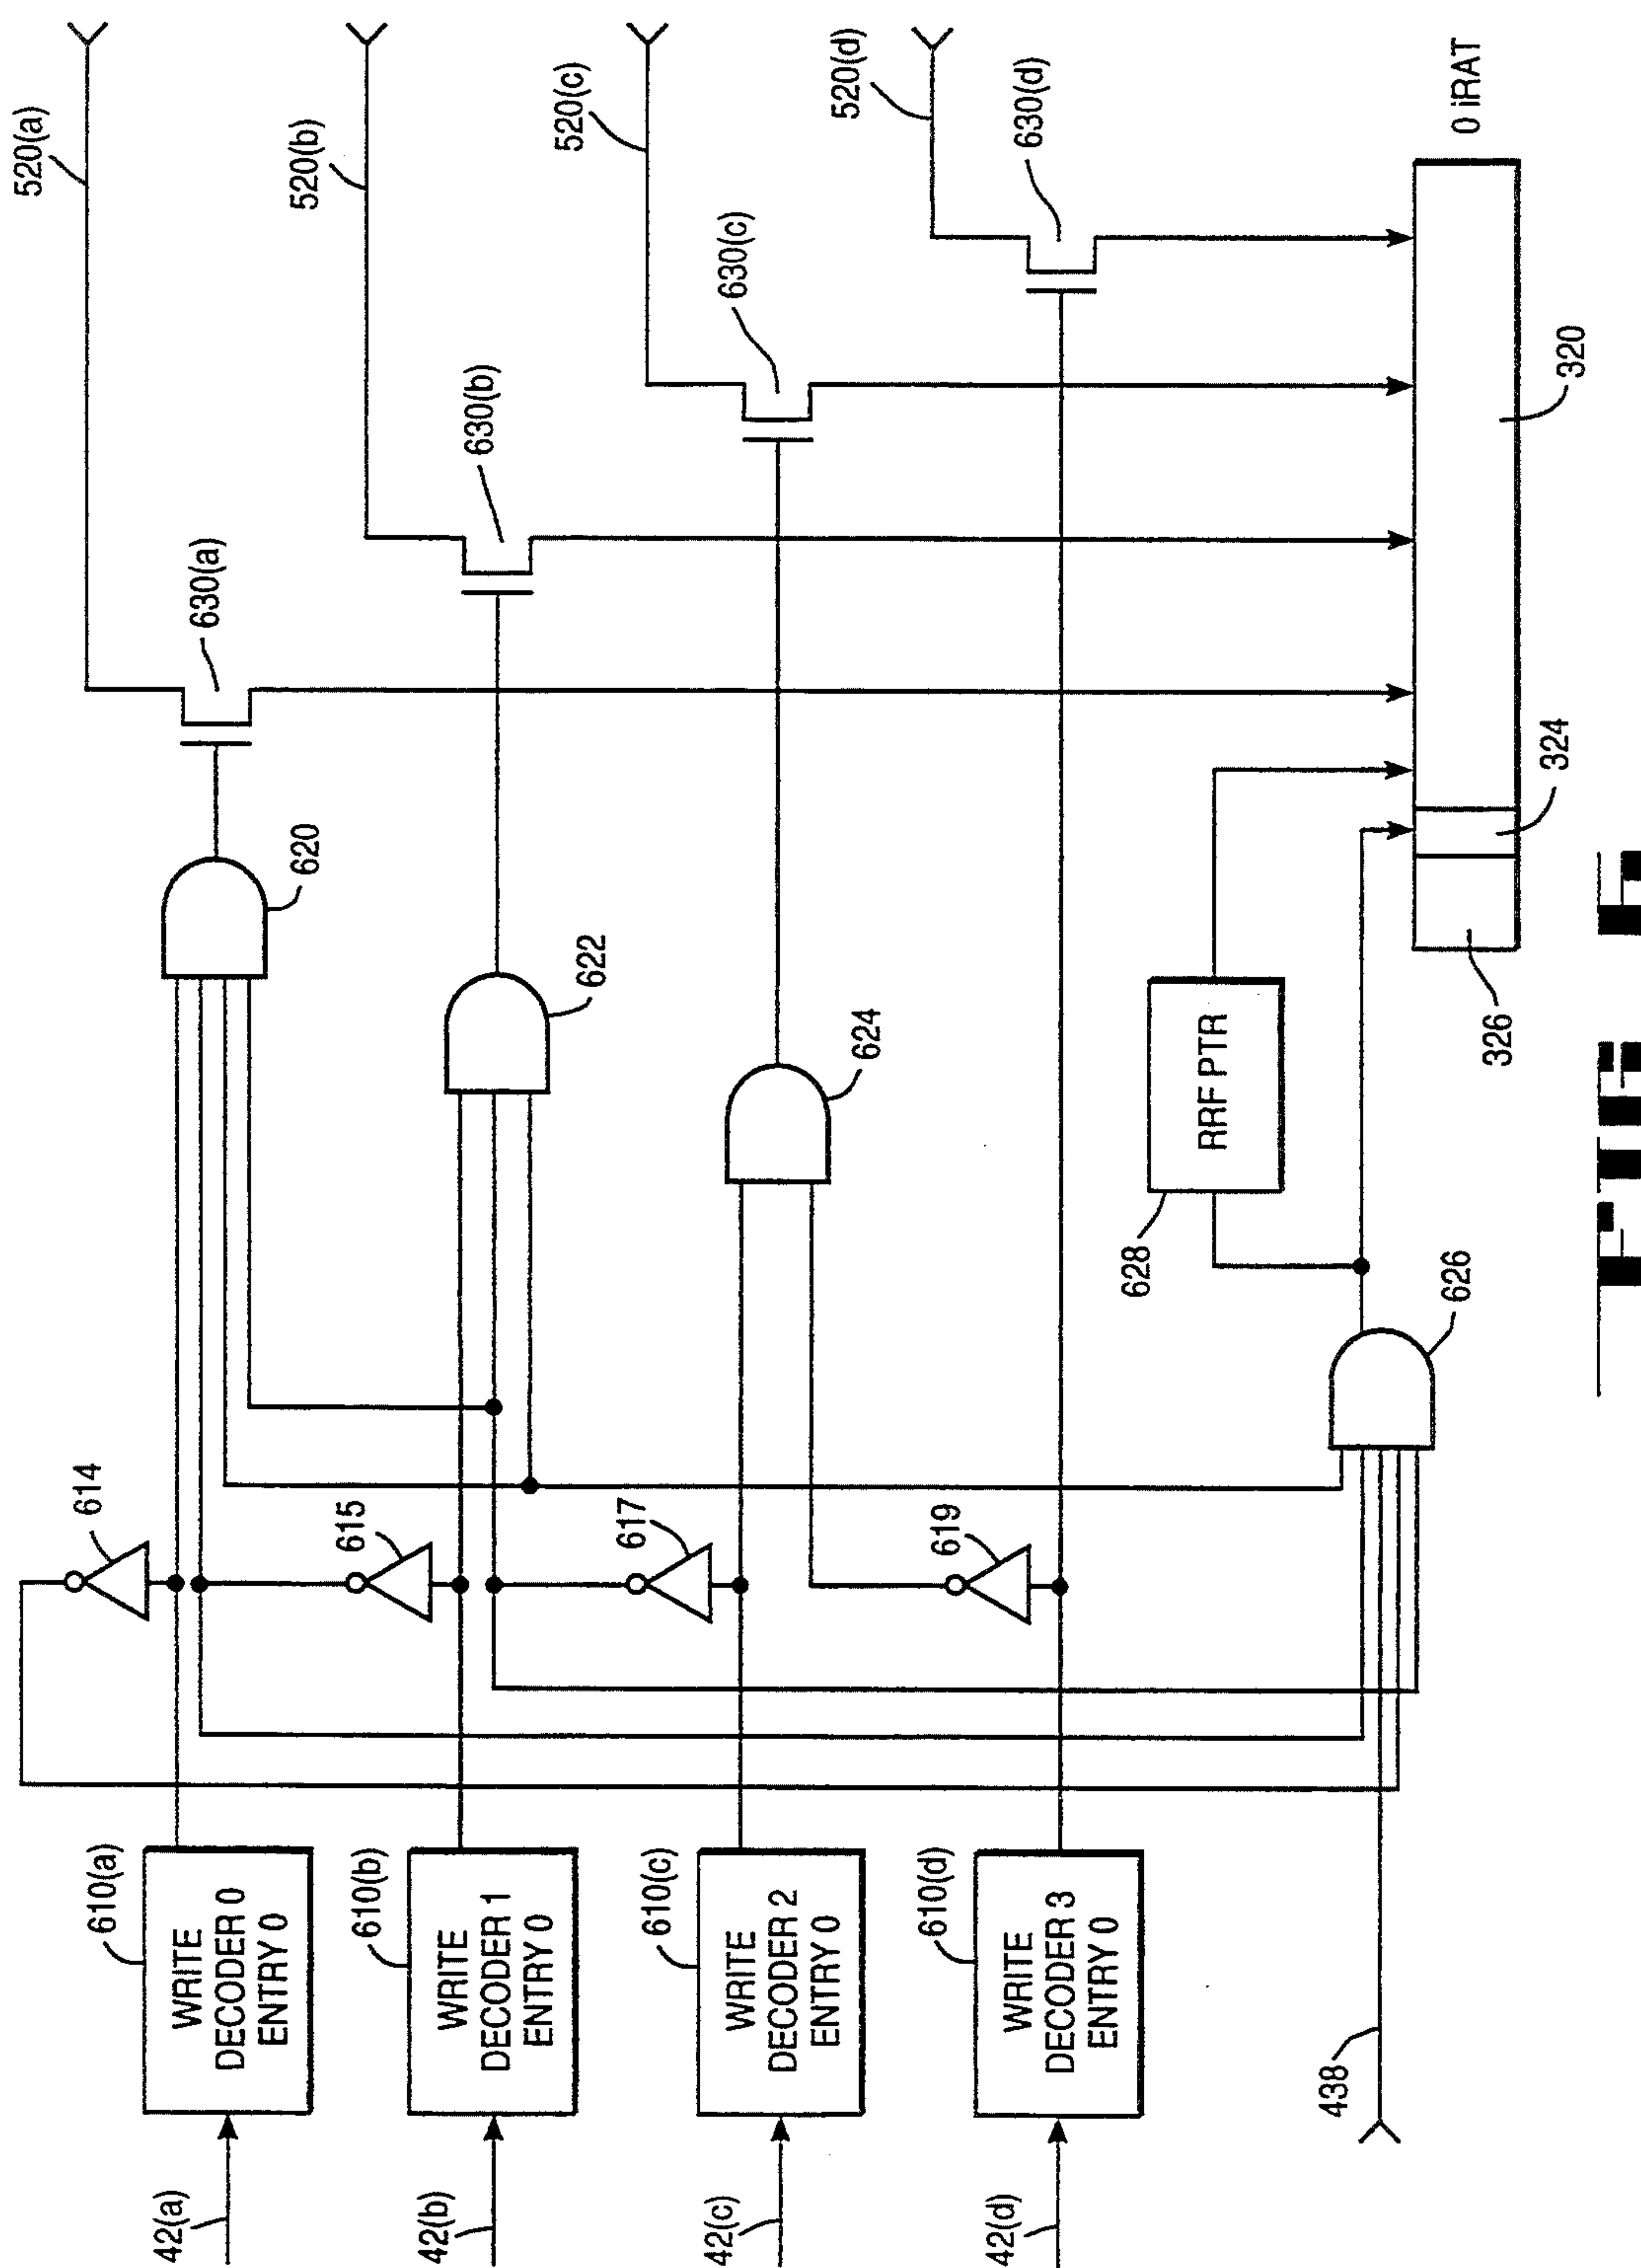 520(a)
520(b)
520(c)
520(d)
630(a)
630(b)
630(c)
630(d)
620
622
624
614
615
617
619
610(a)
WRITE
DECODER 0
ENTRY 0
42(a)
610(b)
WRITE
DECODER 1
ENTRY 0
42(b)
610(c)
WRITE
DECODER 2
ENTRY 0
42(c)
610(d)
WRITE
DECODER 3
ENTRY 0
42(d)
438
626
628
RRF PTR
326
324
320
0 iRAT